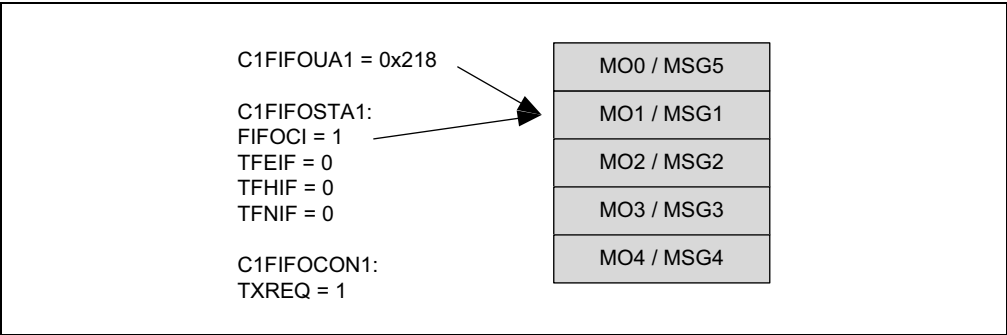 C1FIFOUA1 = 0x218
C1FIFOSTA1:
FIFOCI = 1
TFEIF = 0
TFHIF = 0
TFNIF = 0
C1FIFOCON1:
TXREQ = 1
MO0 / MSG5
MO1 / MSG1
MO2 / MSG2
MO3 / MSG3
MO4 / MSG4